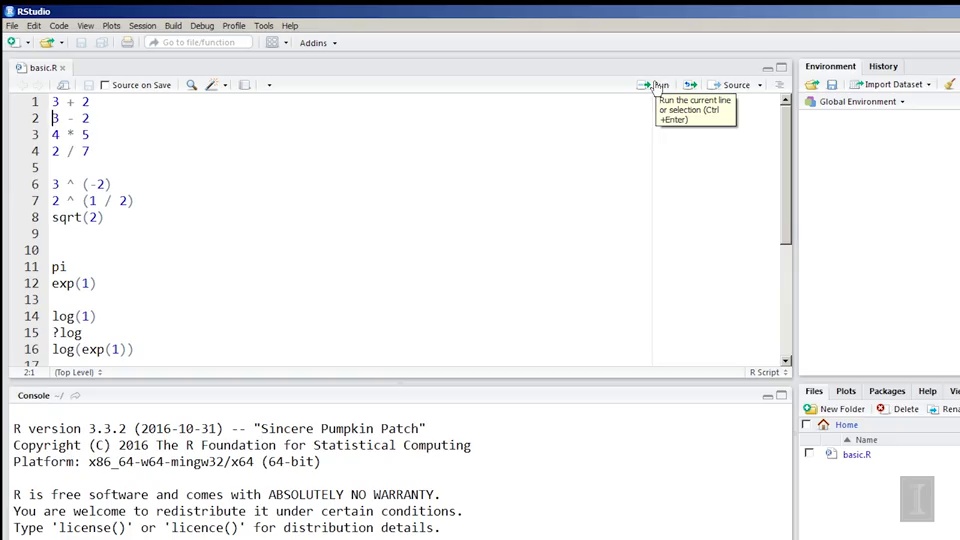 RStudio
File Edit Code View Plots Session Build Debug Profile Tools Help
Go to file/function Addins
basic.R
Source on Save
Run
Source
Run the current line
or selection (Ctrl
+Enter)
1 3 + 2
2 3 - 2
3 4 * 5
4 2 / 7
5
6 3 ^ (-2)
7 2 ^ (1 / 2)
8 sqrt(2)
9
10
11 pi
12 exp(1)
13
14 log(1)
15 ?log
16 log(exp(1))
17
2:1 (Top Level) R Script
Console ~/
R version 3.3.2 (2016-10-31) -- "Sincere Pumpkin Patch"
Copyright (C) 2016 The R Foundation for Statistical Computing
Platform: x86_64-w64-mingw32/x64 (64-bit)
R is free software and comes with ABSOLUTELY NO WARRANTY.
You are welcome to redistribute it under certain conditions.
Type 'license()' or 'licence()' for distribution details.
Environment History
Import Dataset
Global Environment
Files Plots Packages Help
New Folder Delete
Home
Name
basic.R
I